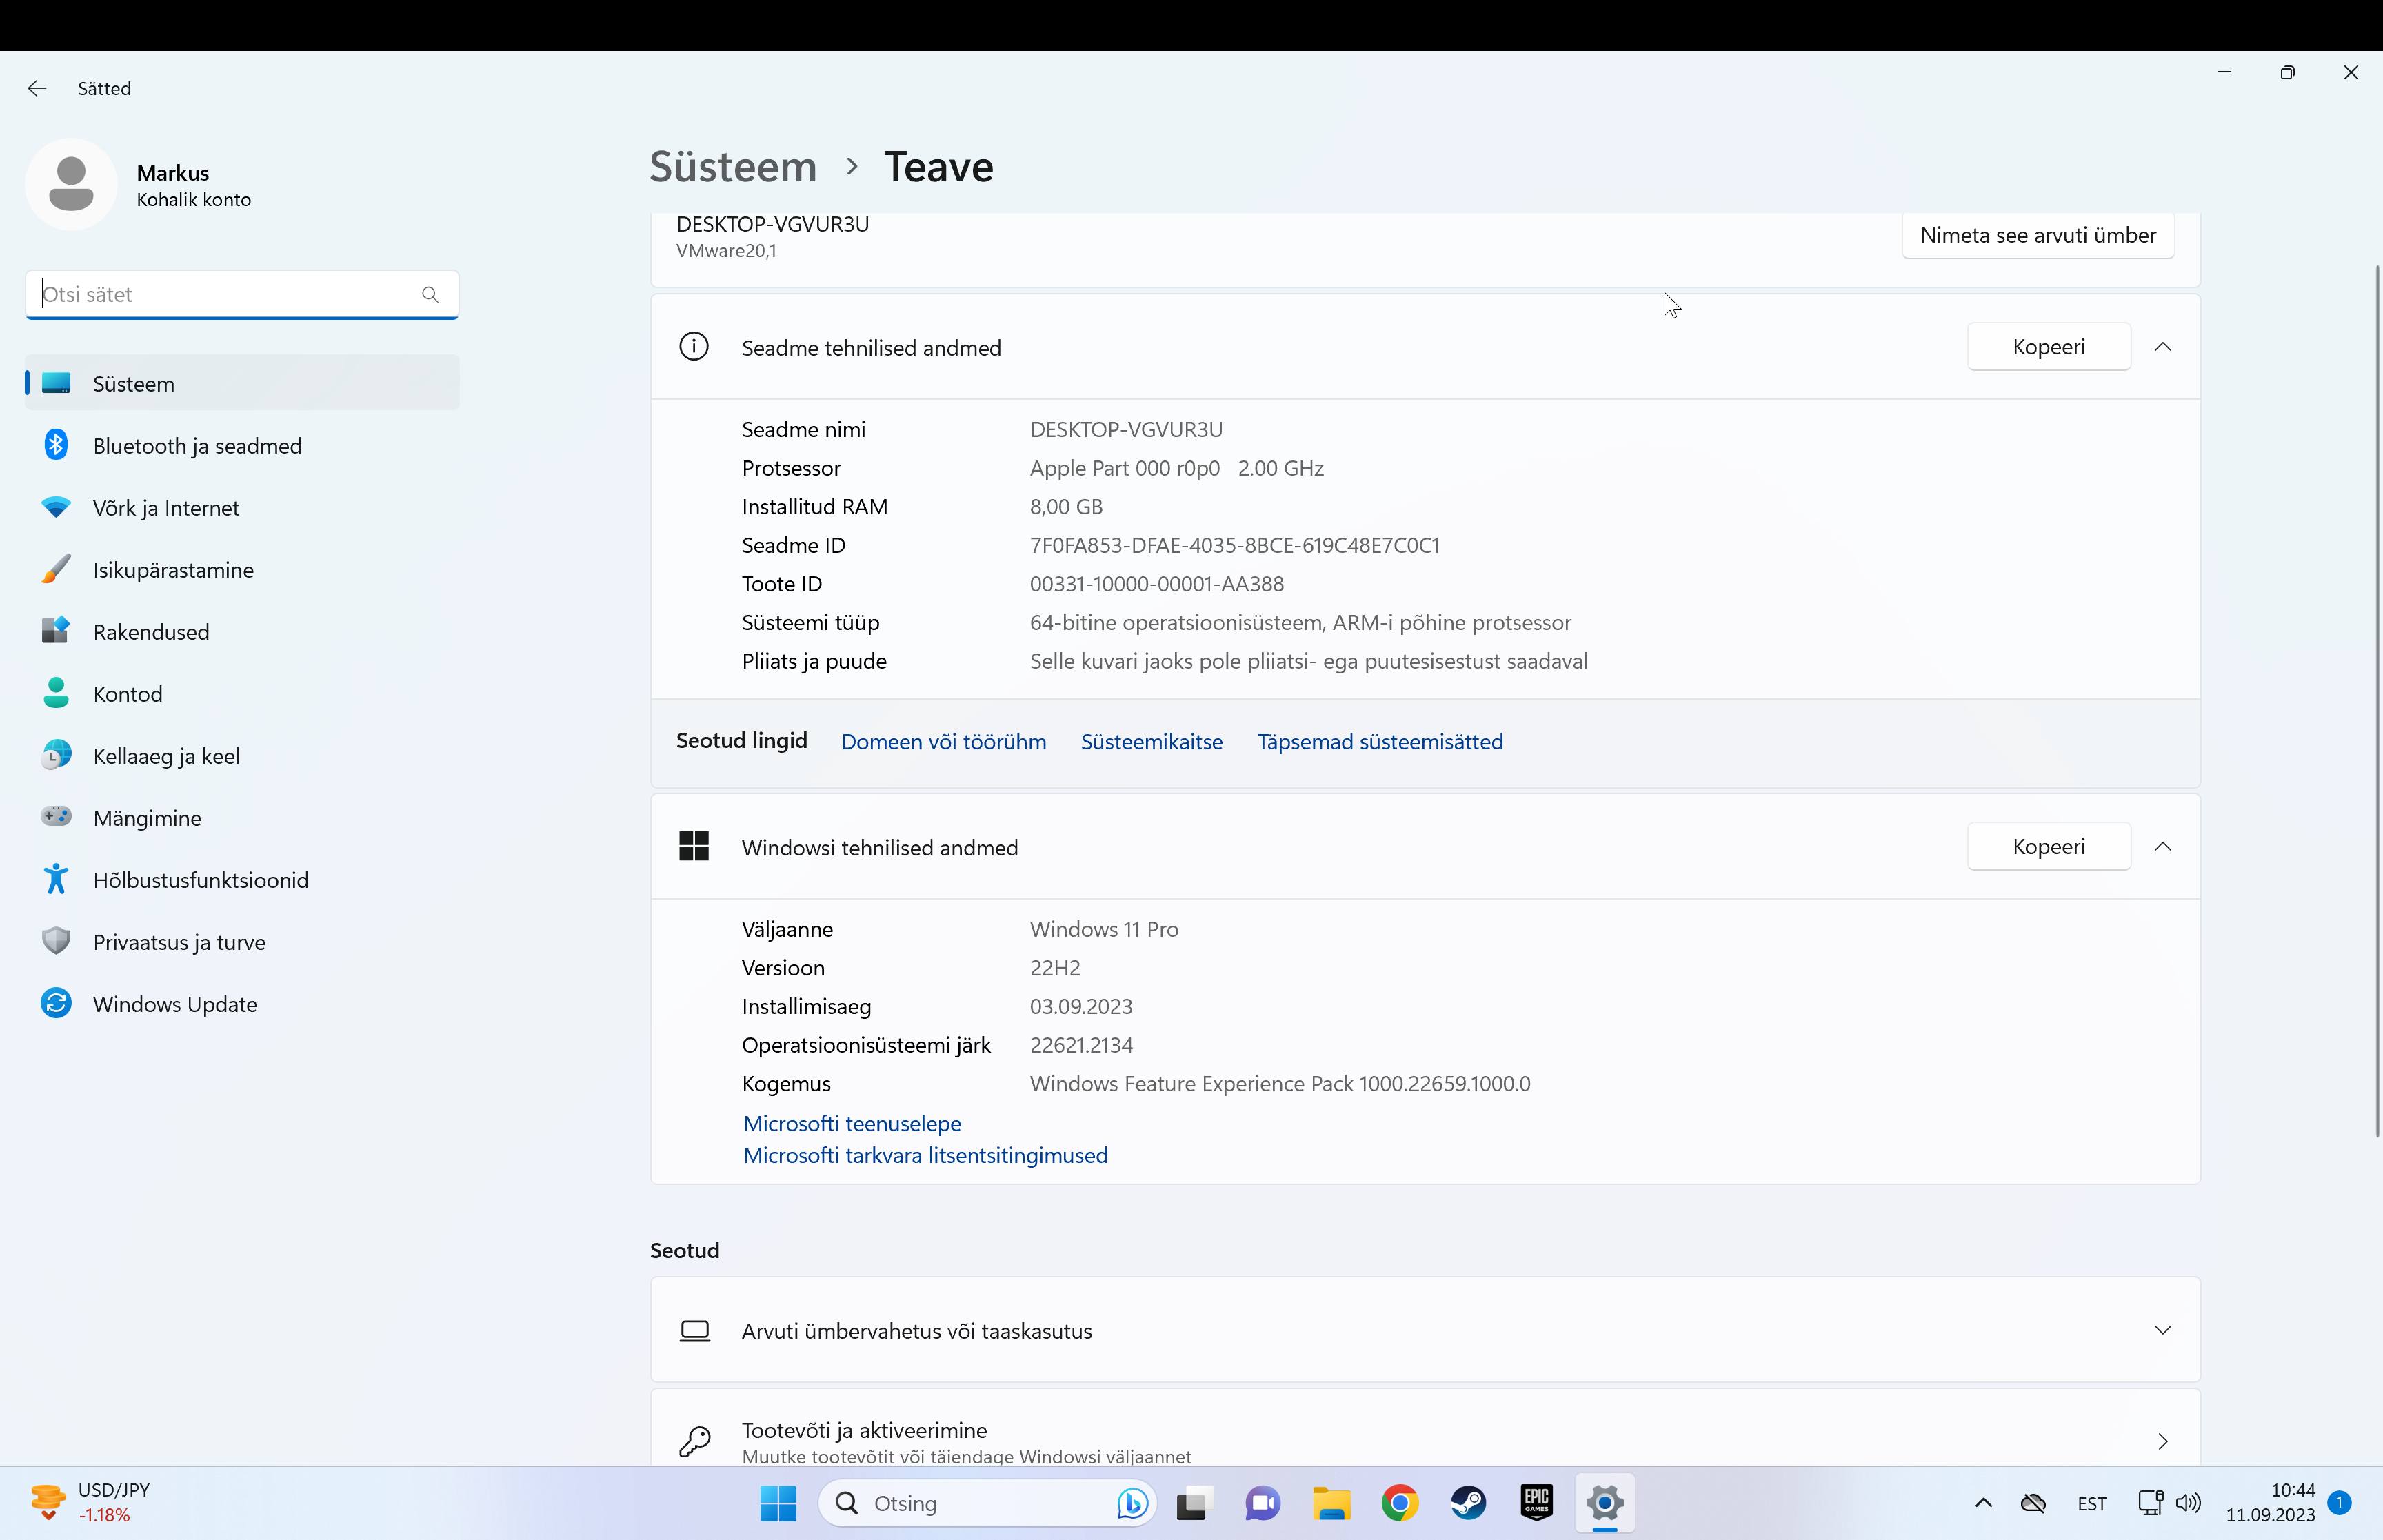 Sätted
Markus
Kohalik konto
Otsi sätet
Süsteem
Bluetooth ja seadmed
Võrk ja Internet
Isikupärastamine
Rakendused
Kontod
Kellaaeg ja keel
Mängimine
Hõlbustusfunktsioonid
Privaatsus ja turve
Windows Update
Süsteem > Teave
DESKTOP-VGVUR3U
VMware20,1
Nimeta see arvuti ümber
Seadme tehnilised andmed
Kopeeri
Seadme nimi DESKTOP-VGVUR3U
Protsessor Apple Part 000 r0p0 2.00 GHz
Installitud RAM 8,00 GB
Seadme ID 7F0FA853-DFAE-4035-8BCE-619C48E7C0C1
Toote ID 00331-10000-00001-AA388
Süsteemi tüüp 64-bitine operatsioonisüsteem, ARM-i põhine protsessor
Pliiats ja puude Selle kuvari jaoks pole pliiatsi- ega puutesisestust saadaval
Seotud lingid Domeen või töörühm Süsteemikaitse Täpsemad süsteemisätted
Windowsi tehnilised andmed
Kopeeri
Väljaanne Windows 11 Pro
Versioon 22H2
Installimisaeg 03.09.2023
Operatsioonisüsteemi järk 22621.2134
Kogemus Windows Feature Experience Pack 1000.22659.1000.0
Microsofti teenuselepe
Microsofti tarkvara litsentsitingimused
Seotud
Arvuti ümbervahetus või taaskasutus
Tootevõti ja aktiveerimine
Muutke tootevõtit või täiendage Windowsi väljaannet
USD/JPY
-1.18%
Otsing
EPIC
GAMES
EST
10:44
11.09.2023
1